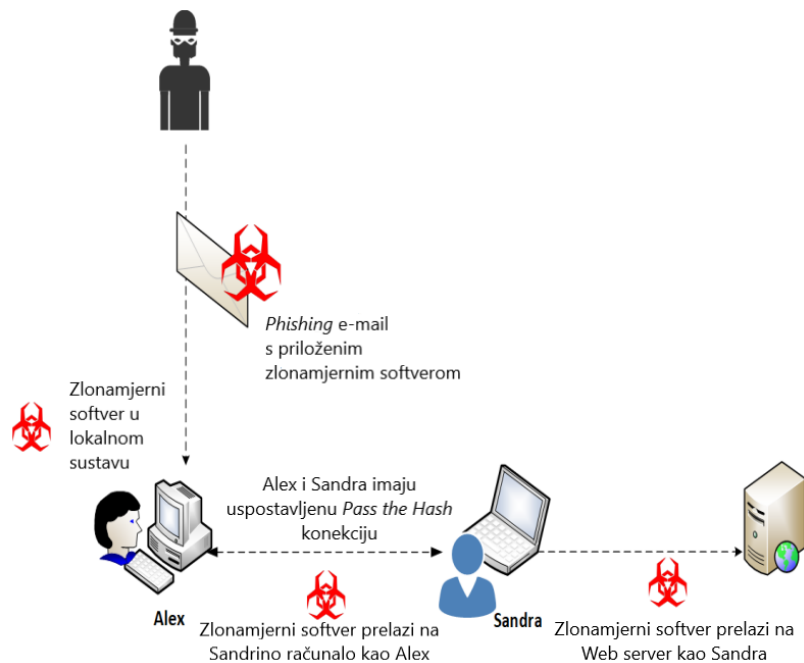 Phishing e-mail
s priloženim
zlonamjernim softverom
Zlonamjerni
softver u
lokalnom
sustavu
Alex i Sandra imaju
uspostavljenu Pass the Hash
konekciju
Alex
Sandra
Zlonamjerni softver prelazi na
Sandrino računalo kao Alex
Zlonamjerni softver prelazi na
Web server kao Sandra